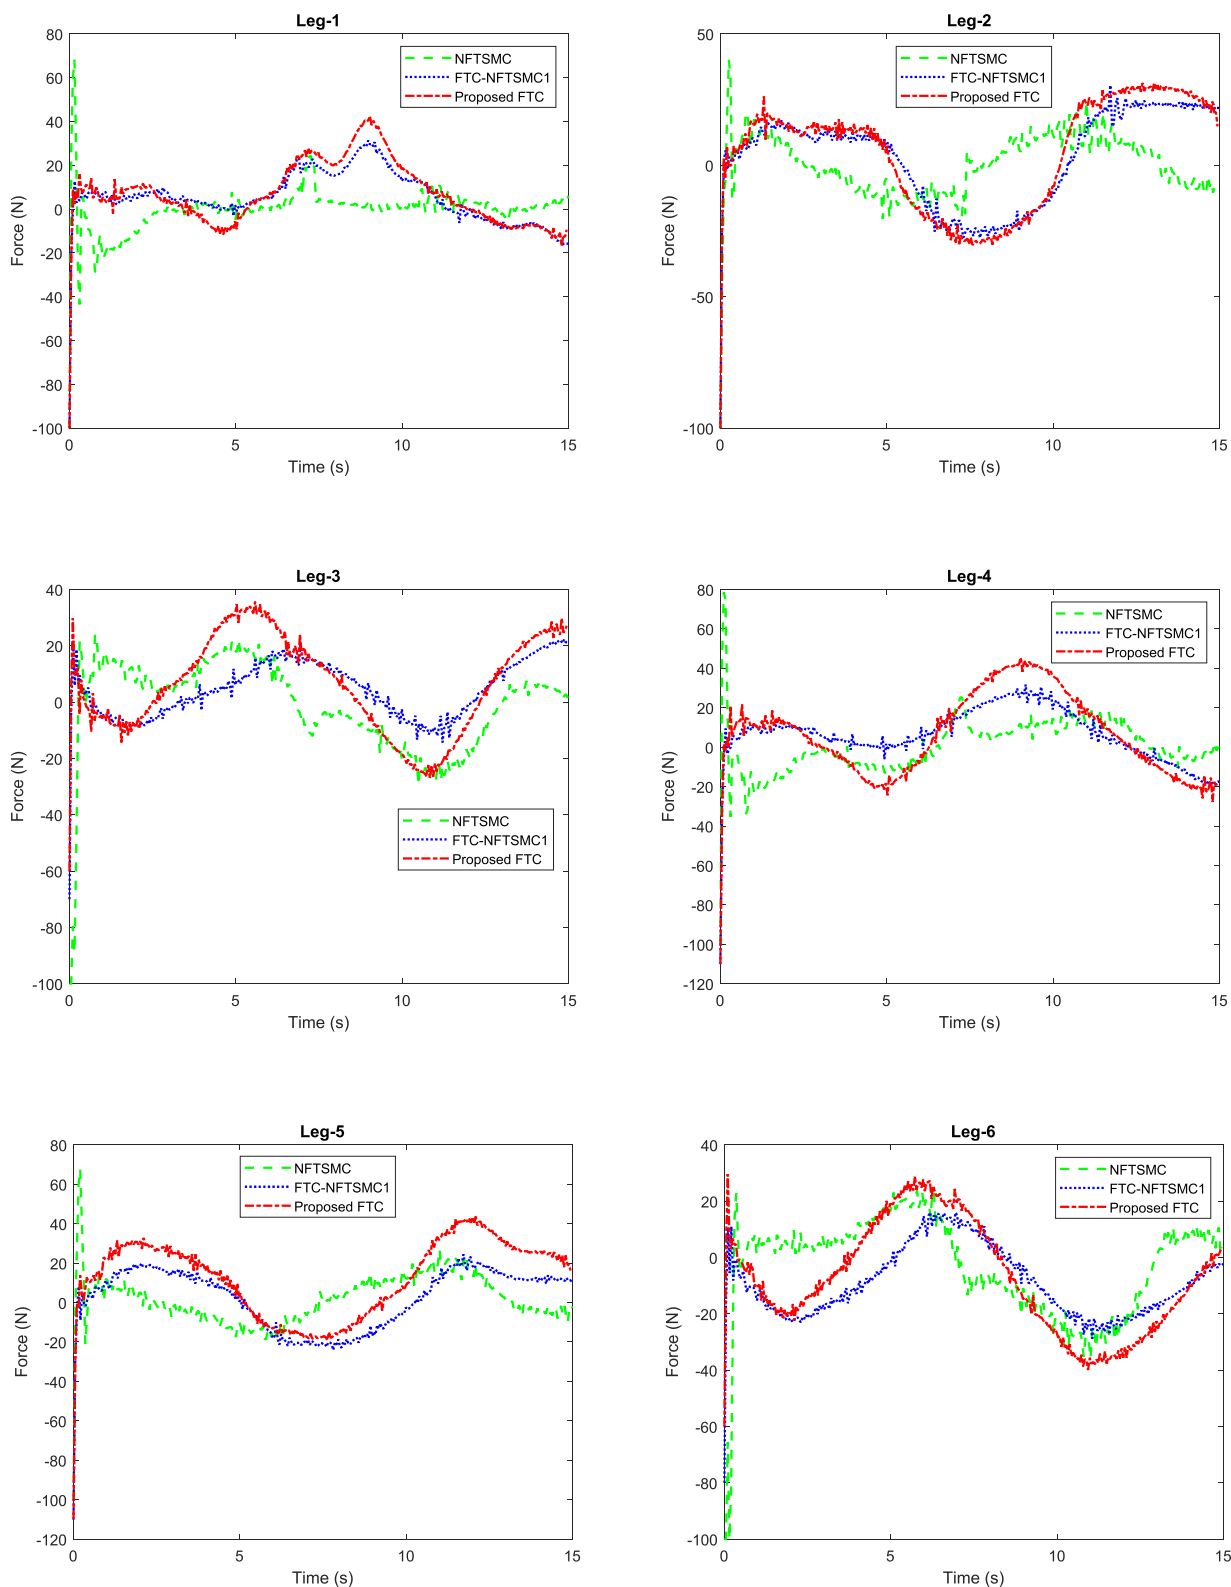 Leg-1
80
60
40
20
0
-20
-40
-60
-80
-100
Force (N)
NFTSMC
FTC-NFTSMC1
Proposed FTC
0
5
10
15
Time (s)
Leg-2
50
0
-50
-100
Force (N)
NFTSMC
FTC-NFTSMC1
Proposed FTC
0
5
10
15
Time (s)
Leg-3
40
20
0
-20
-40
-60
-80
-100
Force (N)
NFTSMC
FTC-NFTSMC1
Proposed FTC
0
5
10
15
Time (s)
Leg-4
80
60
40
20
0
-20
-40
-60
-80
-100
-120
Force (N)
NFTSMC
FTC-NFTSMC1
Proposed FTC
0
5
10
15
Time (s)
Leg-5
80
60
40
20
0
-20
-40
-60
-80
-100
-120
Force (N)
NFTSMC
FTC-NFTSMC1
Proposed FTC
0
5
10
15
Time (s)
Leg-6
40
20
0
-20
-40
-60
-80
-100
Force (N)
NFTSMC
FTC-NFTSMC1
Proposed FTC
0
5
10
15
Time (s)